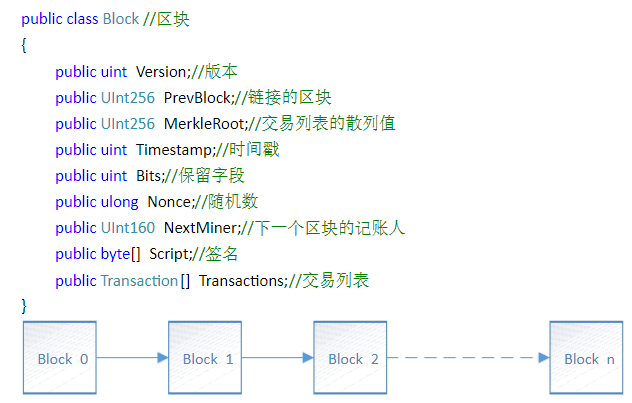 public class Block //区块
{
public uint Version;//版本
public UInt256 PrevBlock;//链接的区块
public UInt256 MerkleRoot;//交易列表的散列值
public uint Timestamp;//时间戳
public uint Bits;//保留字段
public ulong Nonce;//随机数
public UInt160 NextMiner;//下一个区块的记账人
public byte[] Script;//签名
public Transaction[] Transactions;//交易列表
}
Block 0 Block 1 Block 2 Block n